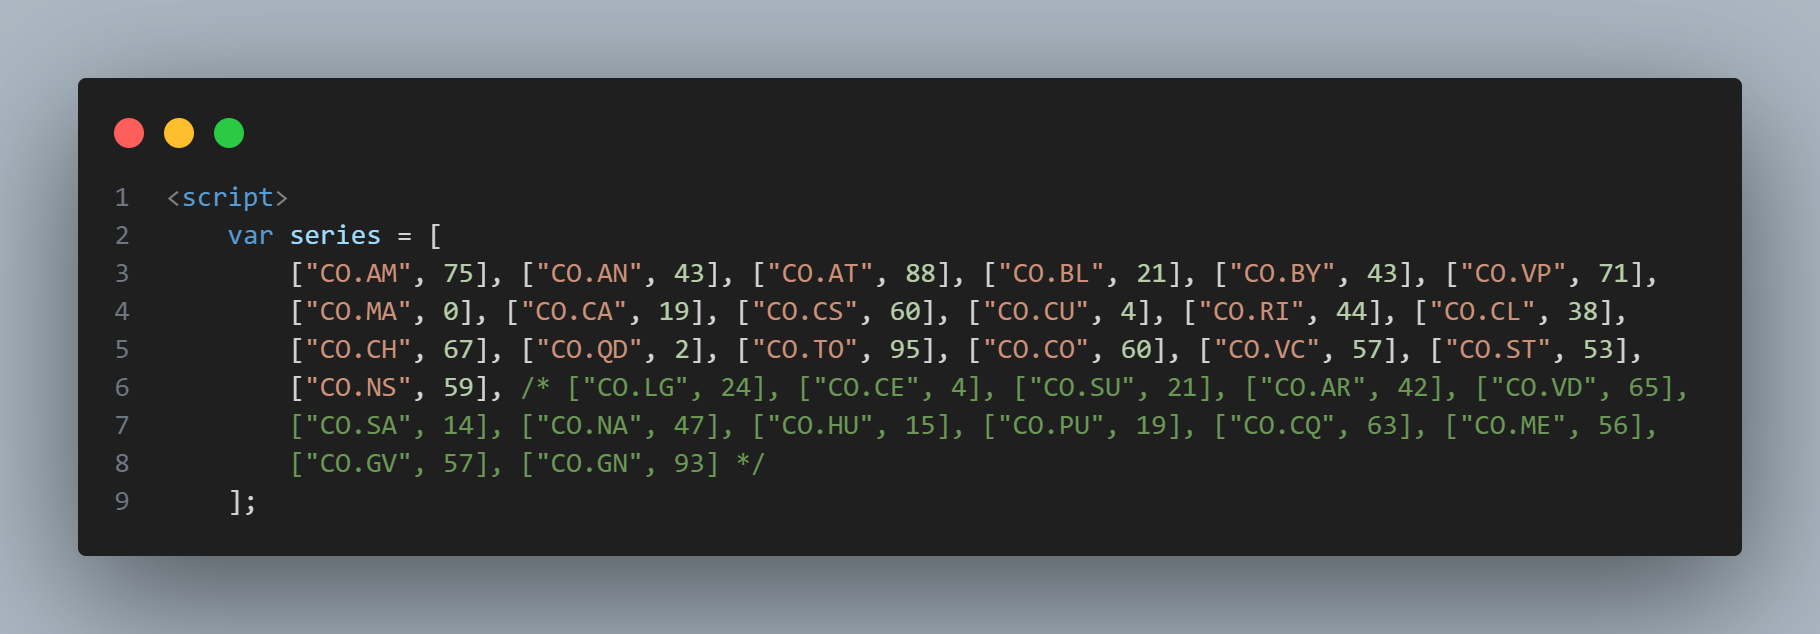 1 <script>
2 var series = [
3 ["CO.AM", 75], ["CO.AN", 43], ["CO.AT", 88], ["CO.BL", 21], ["CO.BY", 43], ["CO.VP", 71],
4 ["CO.MA", 0], ["CO.CA", 19], ["CO.CS", 60], ["CO.CU", 4], ["CO.RI", 44], ["CO.CL", 38],
5 ["CO.CH", 67], ["CO.QD", 2], ["CO.TO", 95], ["CO.CO", 60], ["CO.VC", 57], ["CO.ST", 53],
6 ["CO.NS", 59], /* ["CO.LG", 24], ["CO.CE", 4], ["CO.SU", 21], ["CO.AR", 42], ["CO.VD", 65],
7 ["CO.SA", 14], ["CO.NA", 47], ["CO.HU", 15], ["CO.PU", 19], ["CO.CQ", 63], ["CO.ME", 56],
8 ["CO.GV", 57], ["CO.GN", 93] */
9 ];